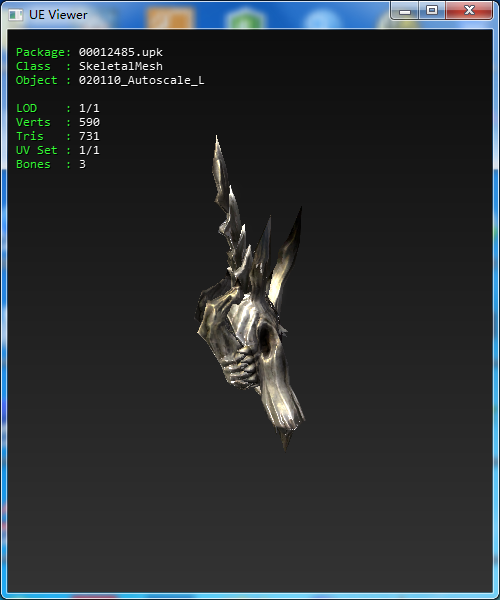 UE Viewer
Package: 00012485.upk
Class : SkeletalMesh
Object : 020110_Autoscale_L
LOD : 1/1
Verts : 590
Tris : 731
UV Set : 1/1
Bones : 3